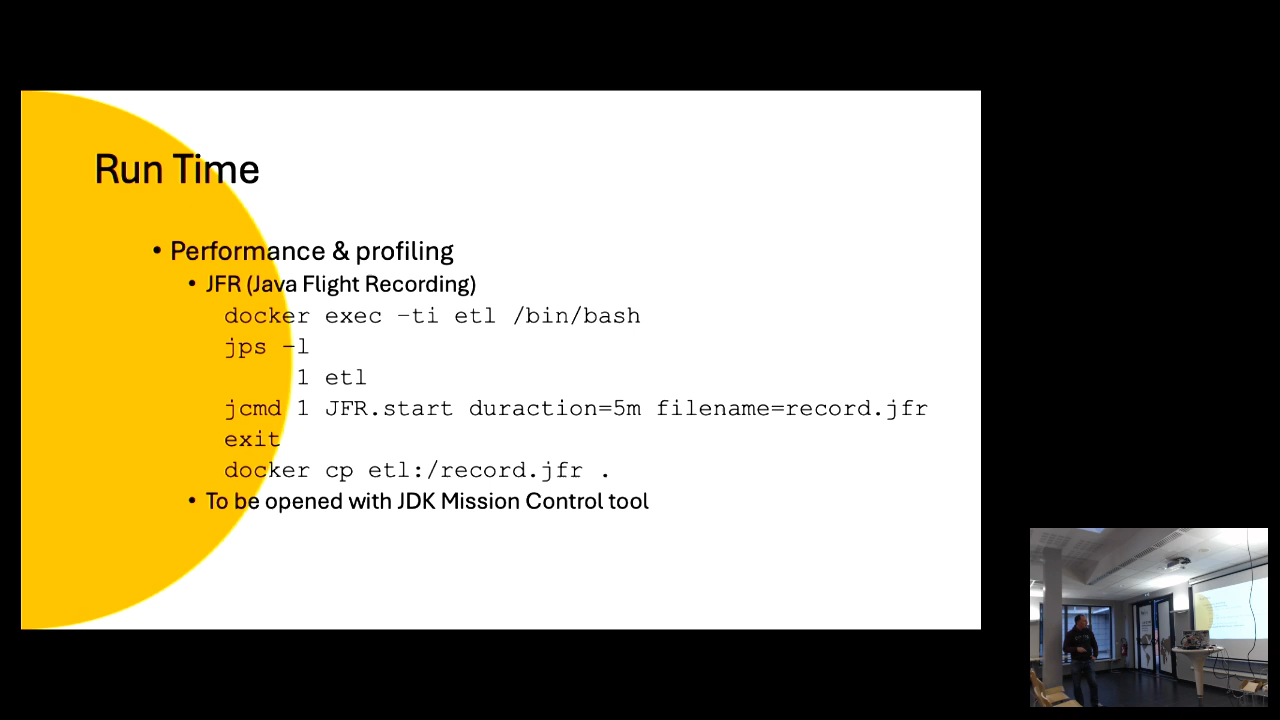 Run Time
• Performance & profiling
• JFR (Java Flight Recording)
docker exec –ti etl /bin/bash
jps –l
1 etl
jcmd 1 JFR.start duration=5m filename=record.jfr
exit
docker cp etl:/record.jfr .
• To be opened with JDK Mission Control tool